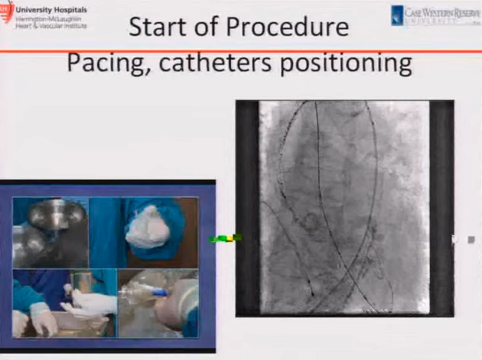 University Hospitals
Harrington-McLaughlin
Heart & Vascular Institute
CASE WESTERN RESERVE
UNIVERSITY
Start of Procedure
Pacing, catheters positioning